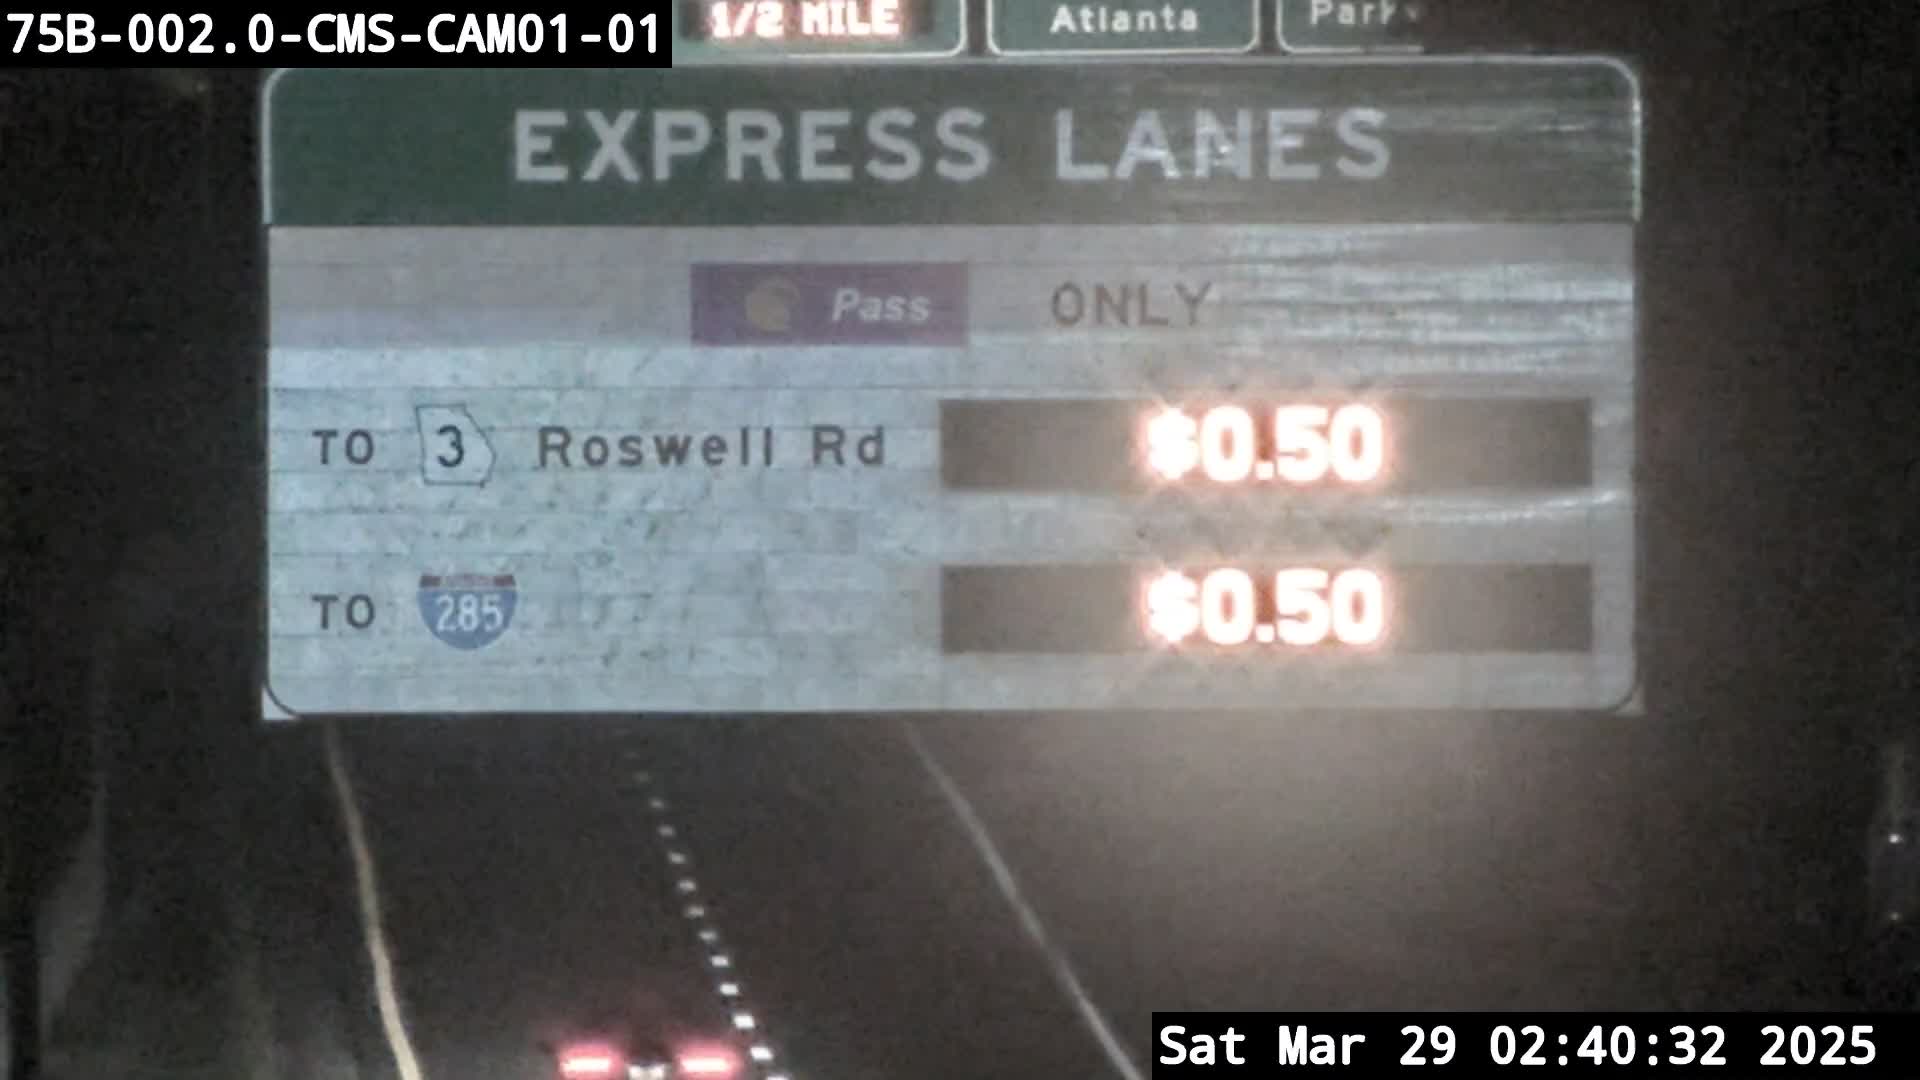 75B-002.0-CMS-CAM01-01
1/2 MILE
Atlanta
EXPRESS LANES
Pass ONLY
TO 3 Roswell Rd $0.50
TO 285 $0.50
Sat Mar 29 02:40:32 2025